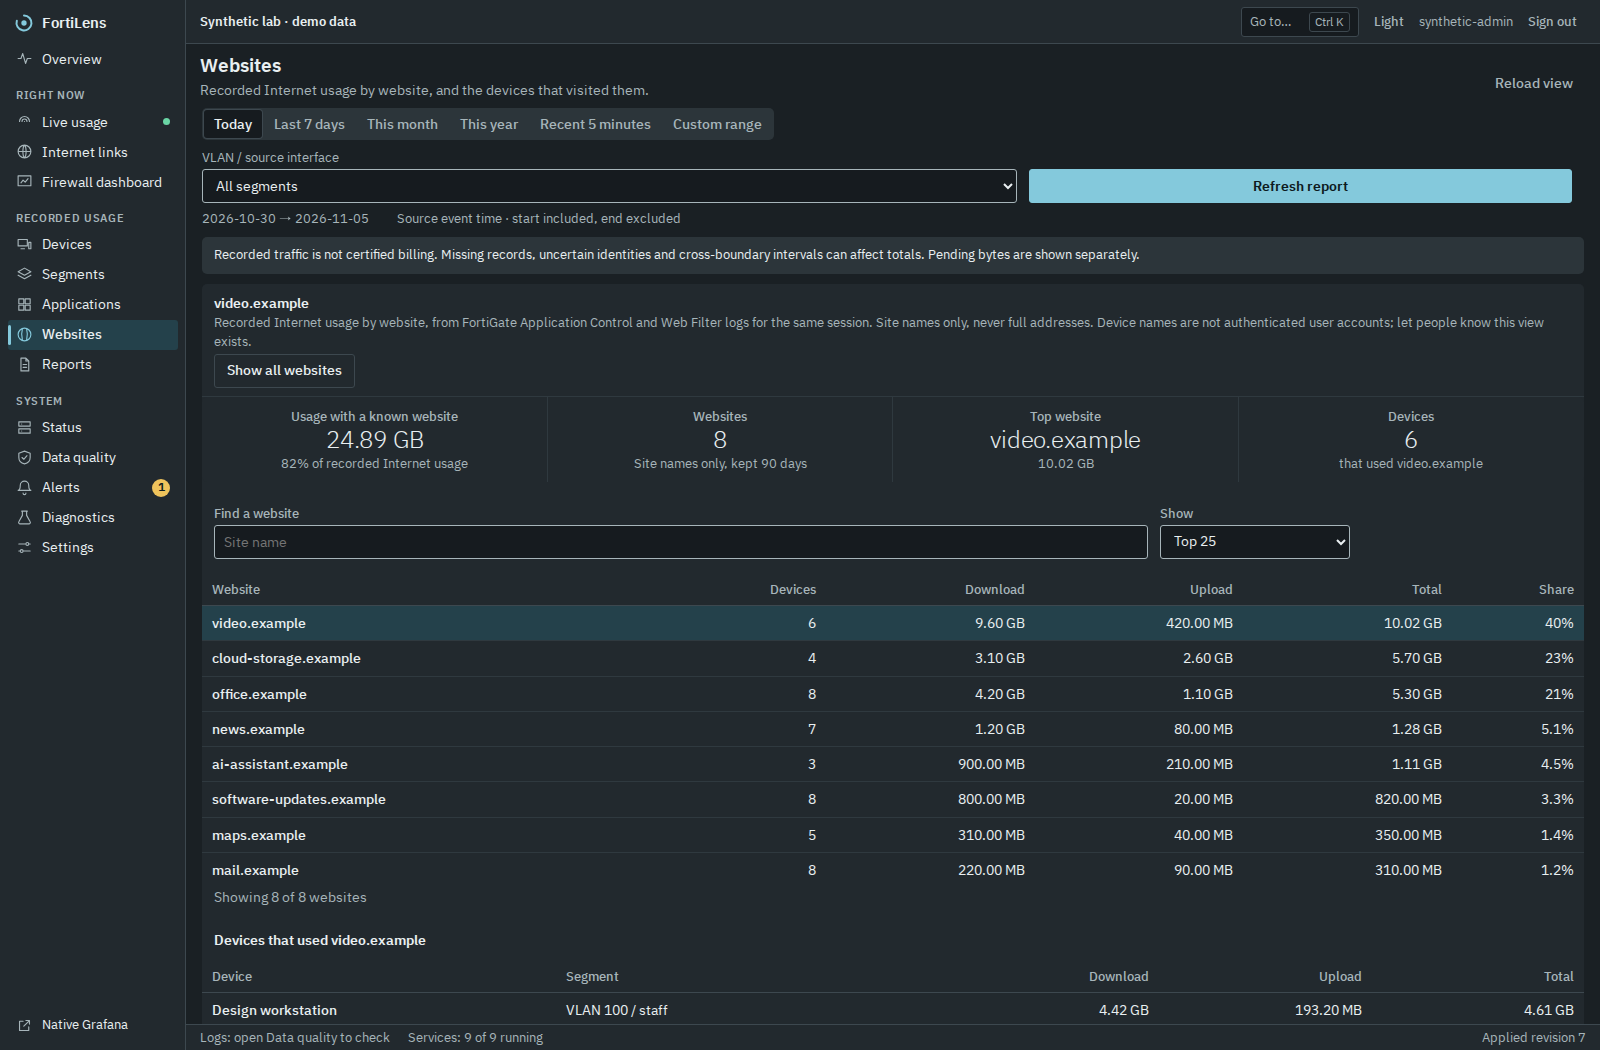 FortiLens
Synthetic lab · demo data
Go to... Ctrl K Light synthetic-admin Sign out
Overview
RIGHT NOW
Live usage
Internet links
Firewall dashboard
RECORDED USAGE
Devices
Segments
Applications
Websites
Reports
SYSTEM
Status
Data quality
Alerts 1
Diagnostics
Settings
Native Grafana
Websites
Recorded Internet usage by website, and the devices that visited them.
Reload view
Today Last 7 days This month This year Recent 5 minutes Custom range
VLAN / source interface
All segments Refresh report
2026-10-30 → 2026-11-05 Source event time · start included, end excluded
Recorded traffic is not certified billing. Missing records, uncertain identities and cross-boundary intervals can affect totals. Pending bytes are shown separately.
video.example
Recorded Internet usage by website, from FortiGate Application Control and Web Filter logs for the same session. Site names only, never full addresses. Device names are not authenticated user accounts; let people know this view
exists.
Show all websites
Usage with a known website Websites Top website Devices
24.89 GB 8 video.example 6
82% of recorded Internet usage Site names only, kept 90 days 10.02 GB that used video.example
Find a website Show
Site name Top 25
Website Devices Download Upload Total Share
video.example 6 9.60 GB 420.00 MB 10.02 GB 40%
cloud-storage.example 4 3.10 GB 2.60 GB 5.70 GB 23%
office.example 8 4.20 GB 1.10 GB 5.30 GB 21%
news.example 7 1.20 GB 80.00 MB 1.28 GB 5.1%
ai-assistant.example 3 900.00 MB 210.00 MB 1.11 GB 4.5%
software-updates.example 8 800.00 MB 20.00 MB 820.00 MB 3.3%
maps.example 5 310.00 MB 40.00 MB 350.00 MB 1.4%
mail.example 8 220.00 MB 90.00 MB 310.00 MB 1.2%
Showing 8 of 8 websites
Devices that used video.example
Device Segment Download Upload Total
Design workstation VLAN 100 / staff 4.42 GB 193.20 MB 4.61 GB
Logs: open Data quality to check Services: 9 of 9 running Applied revision 7